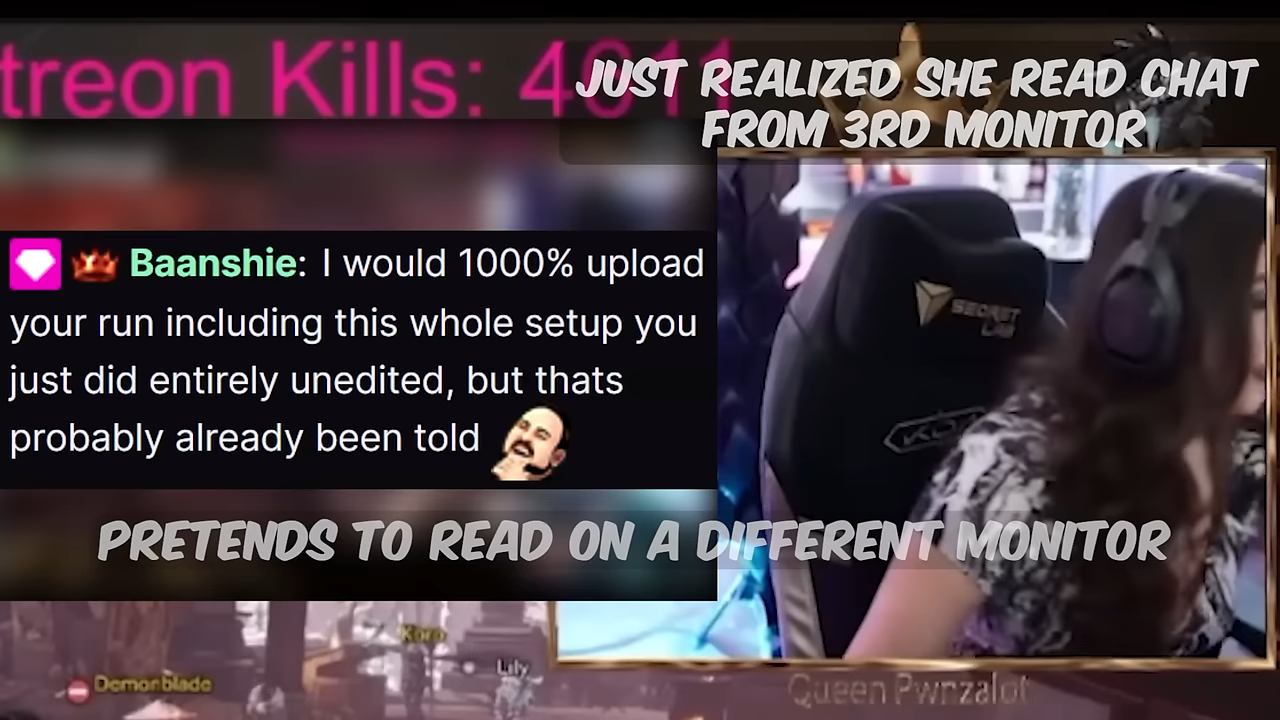 treon Kills: 4011
JUST REALIZED SHE READ CHAT
FROM 3RD MONITOR
Baanshie: I would 1000% upload
your run including this whole setup you
just did entirely unedited, but thats
probably already been told
SECRET
LAB
PRETENDS TO READ ON A DIFFERENT MONITOR
Koro
Lily
Demonblade
Queen Pwnzalot